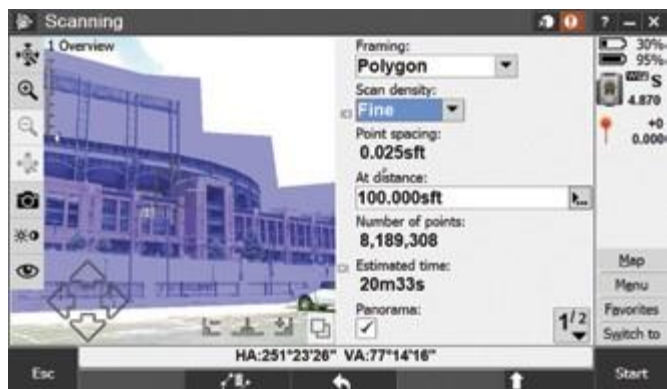 Scanning
? – ×
1 Overview
Framing:
Polygon
Scan density:
Fine
Point spacing:
0.025sft
At distance:
100.000sft
Number of points:
8,189,308
Estimated time:
20m33s
Panorama:
1/2
30%
95%
S
4.870
+0
0.000
Map
Menu
Favorites
Switch to
HA:251°23'26" VA:77°14'16"
Esc
Start